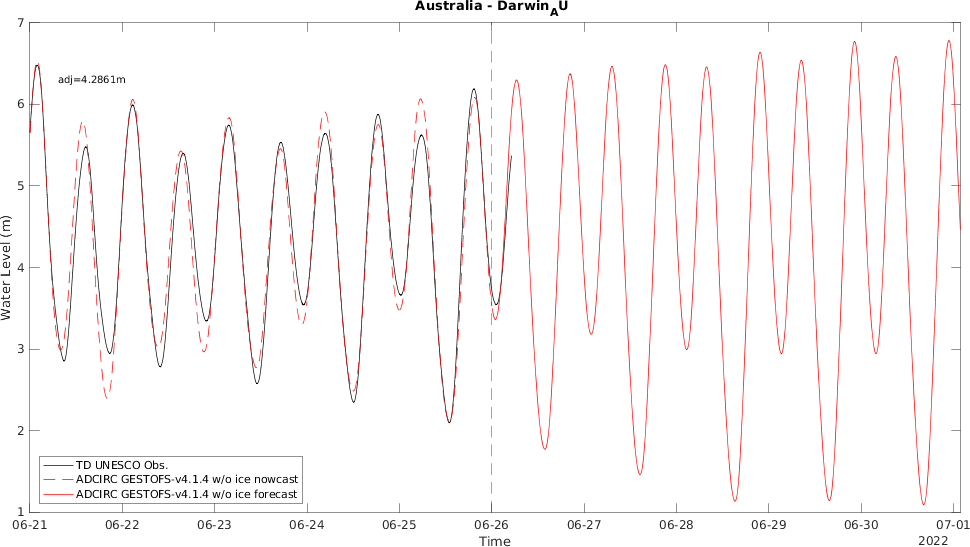 Australia - Darwin_AU
adj=4.2861m
Water Level (m)
7
6
5
4
3
2
1
TD UNESCO Obs.
ADCIRC GESTOFS-v4.1.4 w/o ice nowcast
ADCIRC GESTOFS-v4.1.4 w/o ice forecast
06-21 06-22 06-23 06-24 06-25 06-26 06-27 06-28 06-29 06-30 07-01
Time
2022